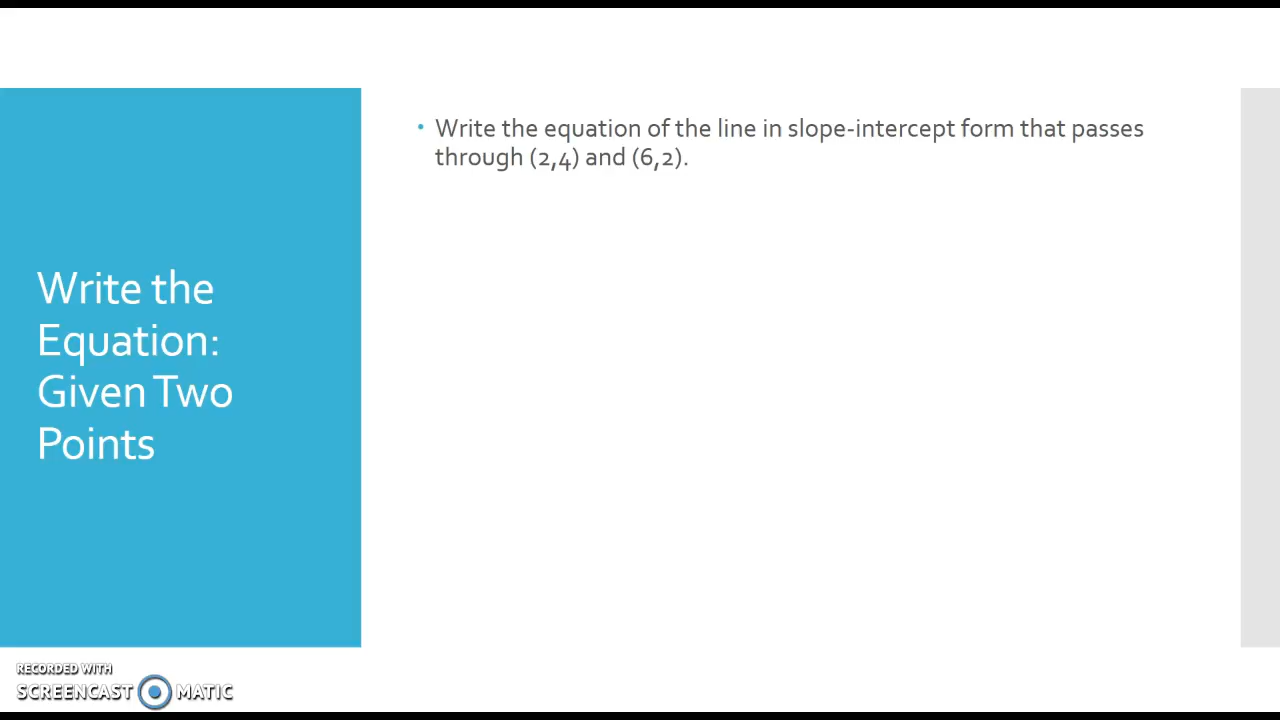 Write the equation of the line in slope-intercept form that passes
through (2,4) and (6,2).
Write the
Equation:
Given Two
Points
RECORDED WITH
SCREENCAST MATIC